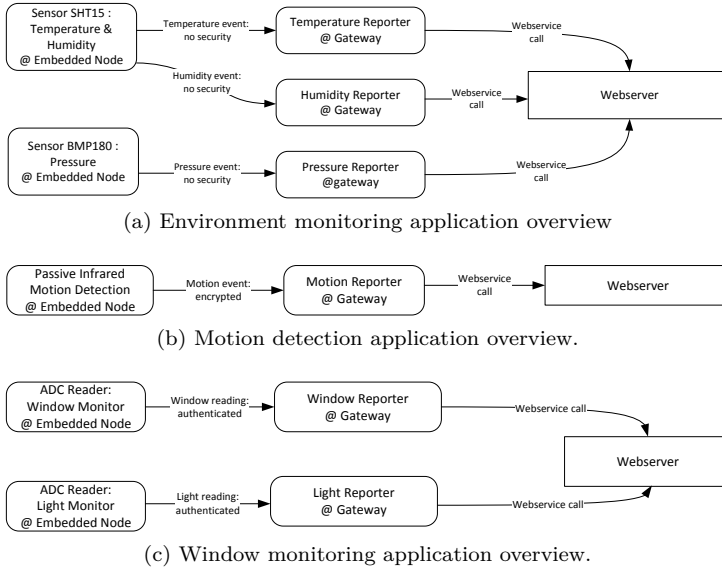 Sensor SHT15 :
Temperature &
Humidity
@ Embedded Node
Temperature event:
no security
Temperature Reporter
@ Gateway
Webservice
call
Humidity event:
no security
Humidity Reporter
@ Gateway
Webservice
call
Webserver
Sensor BMP180 :
Pressure
@ Embedded Node
Pressure event:
no security
Pressure Reporter
@gateway
Webservice
call
(a) Environment monitoring application overview
Passive Infrared
Motion Detection
@ Embedded Node
Motion event:
encrypted
Motion Reporter
@ Gateway
Webservice
call
Webserver
(b) Motion detection application overview.
ADC Reader:
Window Monitor
@ Embedded Node
Window reading:
authenticated
Window Reporter
@ Gateway
Webservice call
Webserver
ADC Reader:
Light Monitor
@ Embedded Node
Light reading:
authenticated
Light Reporter
@ Gateway
Webservice call
(c) Window monitoring application overview.